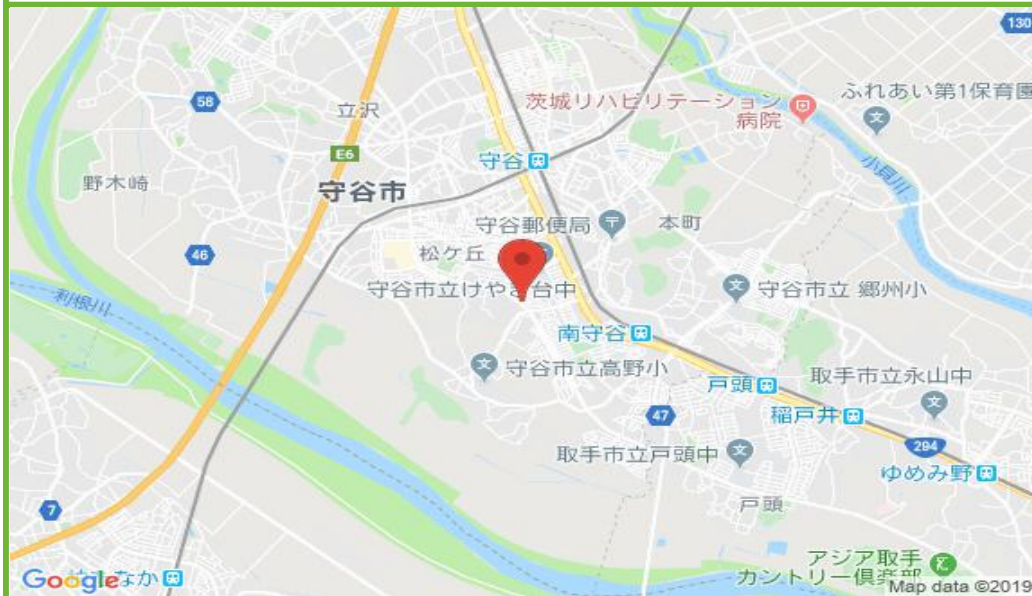 130
58
立沢
茨城リハビリテーション
病院
ふれあい第1保育園
E6
守谷
小貝川
野木崎
守谷市
守谷郵便局
本町
松ケ丘
46
守谷市立けやき台中
守谷市立 郷州小
利根川
南守谷
守谷市立高野小
戸頭
取手市立永山中
47
稲戸井
294
取手市立戸頭中
ゆめみ野
7
戸頭
アジア取手
カントリー倶楽部
Google
なか
Map data ©2019